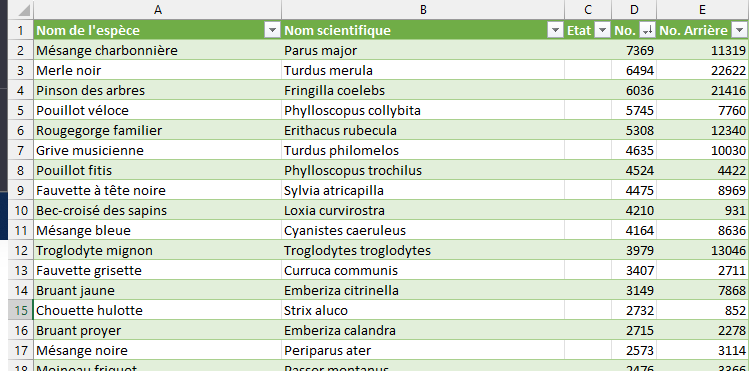 A B C D E
1 Nom de l'espèce Nom scientifique Etat No. No. Arrière
2 Mésange charbonnière Parus major 7369 11319
3 Merle noir Turdus merula 6494 22622
4 Pinson des arbres Fringilla coelebs 6036 21416
5 Pouillot véloce Phylloscopus collybita 5745 7760
6 Rougegorge familier Erithacus rubecula 5308 12340
7 Grive musicienne Turdus philomelos 4635 10030
8 Pouillot fitis Phylloscopus trochilus 4524 4422
9 Fauvette à tête noire Sylvia atricapilla 4475 8969
10 Bec-croisé des sapins Loxia curvirostra 4210 931
11 Mésange bleue Cyanistes caeruleus 4164 8636
12 Troglodyte mignon Troglodytes troglodytes 3979 13046
13 Fauvette grisette Curruca communis 3407 2711
14 Bruant jaune Emberiza citrinella 3149 7868
15 Chouette hulotte Strix aluco 2732 852
16 Bruant proyer Emberiza calandra 2715 2278
17 Mésange noire Periparus ater 2573 3114
18 Moineau friquet Passer montanus 2476 3366